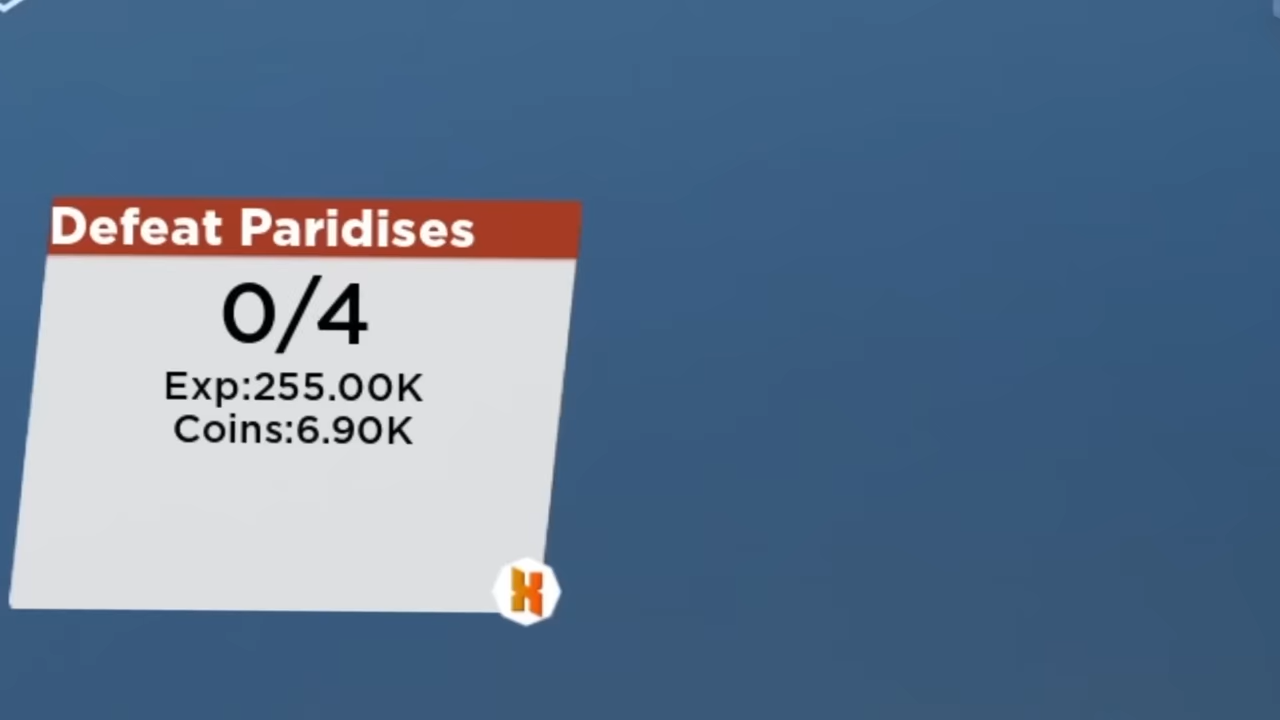 Defeat Paridises
0/4
Exp:255.00K
Coins:6.90K
X